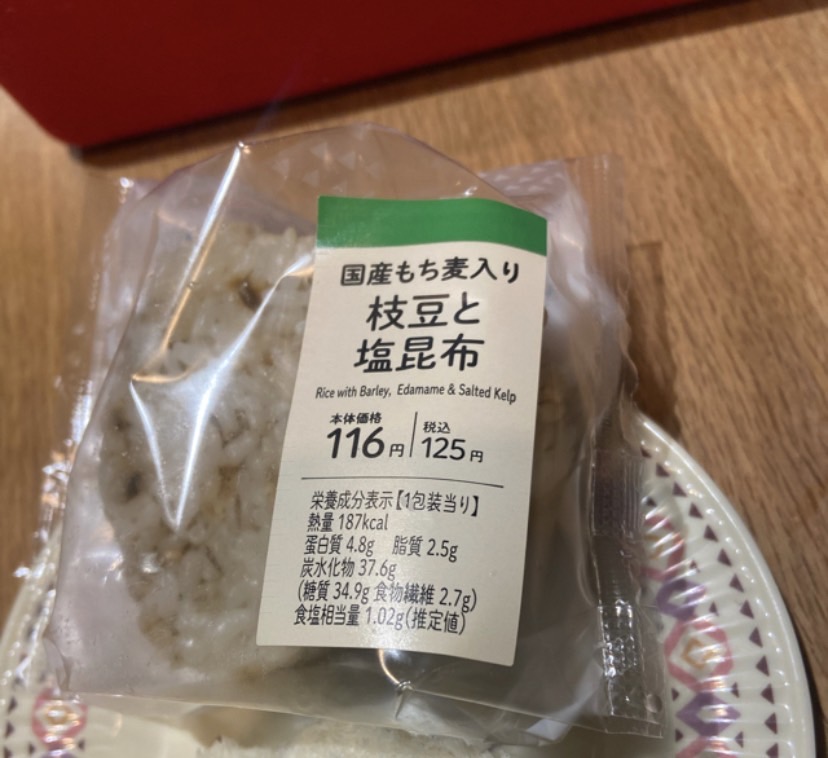 国産もち麦入り
枝豆と
塩昆布
Rice with Barley, Edamame & Salted Kelp
本体価格 116円 | 税込 125円
栄養成分表示【1包装当り】
熱量 187kcal
蛋白質 4.8g 脂質 2.5g
炭水化物 37.6g
(糖質 34.9g 食物繊維 2.7g)
食塩相当量 1.02g(推定値)